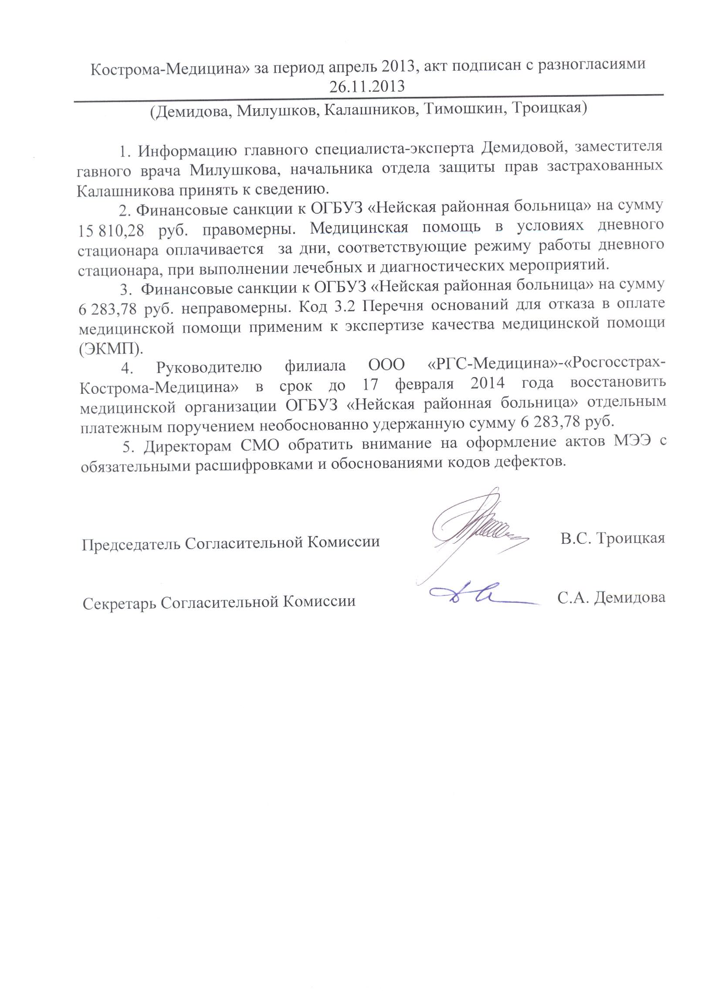 Кострома-Медицина» за период апрель 2013, акт подписан с разногласиями
26.11.2013
(Демидова, Милушков, Калашников, Тимошкин, Троицкая)
1. Информацию главного специалиста-эксперта Демидовой, заместителя
гавного врача Милушкова, начальника отдела защиты прав застрахованных
Калашникова принять к сведению.
2. Финансовые санкции к ОГБУЗ «Нейская районная больница» на сумму
15 810,28 руб. правомерны. Медицинская помощь в условиях дневного
стационара оплачивается за дни, соответствующие режиму работы дневного
стационара, при выполнении лечебных и диагностических мероприятий.
3. Финансовые санкции к ОГБУЗ «Нейская районная больница» на сумму
6 283,78 руб. неправомерны. Код 3.2 Перечня оснований для отказа в оплате
медицинской помощи применим к экспертизе качества медицинской помощи
(ЭКМП).
4. Руководителю филиала ООО «РГС-Медицина»-«Росгосстрах-
Кострома-Медицина» в срок до 17 февраля 2014 года восстановить
медицинской организации ОГБУЗ «Нейская районная больница» отдельным
платежным поручением необоснованно удержанную сумму 6 283,78 руб.
5. Директорам СМО обратить внимание на оформление актов МЭЭ с
обязательными расшифровками и обоснованиями кодов дефектов.
Председатель Согласительной Комиссии В.С. Троицкая
Секретарь Согласительной Комиссии С.А. Демидова